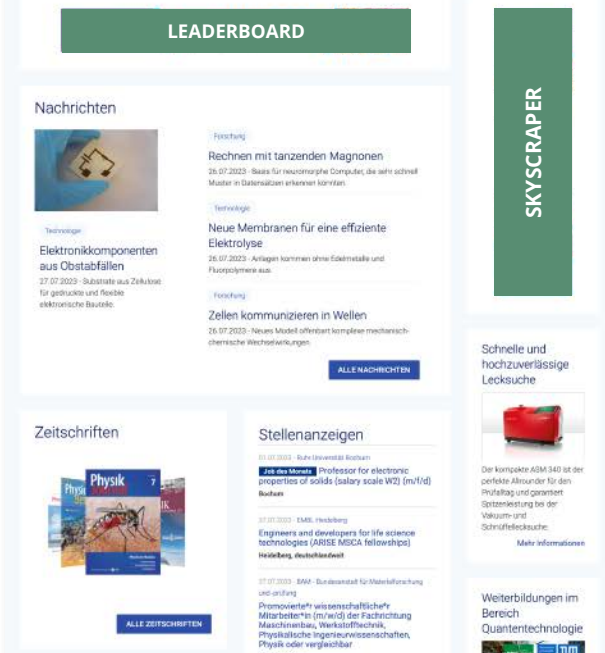 LEADERBOARD
SKYSCRAPER
Nachrichten
Technologie
Elektronikkomponenten
aus Obstabfällen
27.07.2023 - Substrate aus Zellulose
für gedruckte und flexible
elektronische Bauteile.
Forschung
Rechnen mit tanzenden Magnonen
26.07.2023 - Basis für neuromorphe Computer, die sehr schnell
Muster in Datensätzen erkennen könnten.
Technologie
Neue Membranen für eine effiziente
Elektrolyse
26.07.2023 - Anlagen kommen ohne Edelmetalle und
Fluorpolymere aus.
Forschung
Zellen kommunizieren in Wellen
26.07.2023 - Neues Modell offenbart komplexe mechanisch-
chemische Wechselwirkungen.
ALLE NACHRICHTEN
Zeitschriften
Physik
7
ALLE ZEITSCHRIFTEN
Stellenanzeigen
01.07.2023 - Ruhr-Universität Bochum
Job des Monats Professor for electronic
properties of solids (salary scale W2) (m/f/d)
Bochum
EMBL Heidelberg
Engineers and developers for life science
technologies (ARISE MSCA fellowships)
Heidelberg, deutschlandweit
BAM - Bundesanstalt für Materialforschung
und -prüfung
Promovierte*r wissenschaftliche*r
Mitarbeiter*in (m/w/d) der Fachrichtung
Maschinenbau, Werkstofftechnik,
Physikalische Ingenieurwissenschaften,
Physik oder vergleichbar
Schnelle und
hochzuverlässige
Lecksuche
Der kompakte ASM 340 ist der
perfekte Allrounder für den
Prüfalltag und garantiert
Spitzenleistung bei der
Vakuum- und
Schnüffellecksuche.
Mehr Informationen
Weiterbildungen im
Bereich
Quantentechnologie